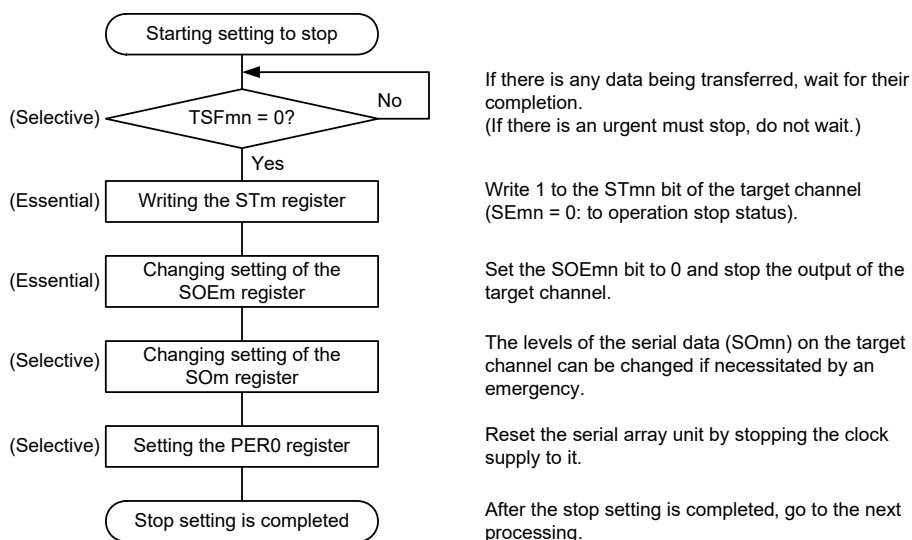 Starting setting to stop
If there is any data being transferred, wait for their
completion.
(If there is an urgent must stop, do not wait.)
(Selective)
TSFmn = 0?
No
Yes
(Essential)
Writing the STm register
Write 1 to the STmn bit of the target channel
(SEmn = 0: to operation stop status).
(Essential)
Changing setting of the
SOEm register
Set the SOEmn bit to 0 and stop the output of the
target channel.
(Selective)
Changing setting of the
SOm register
The levels of the serial data (SOmn) on the target
channel can be changed if necessitated by an
emergency.
(Selective)
Setting the PER0 register
Reset the serial array unit by stopping the clock
supply to it.
Stop setting is completed
After the stop setting is completed, go to the next
processing.